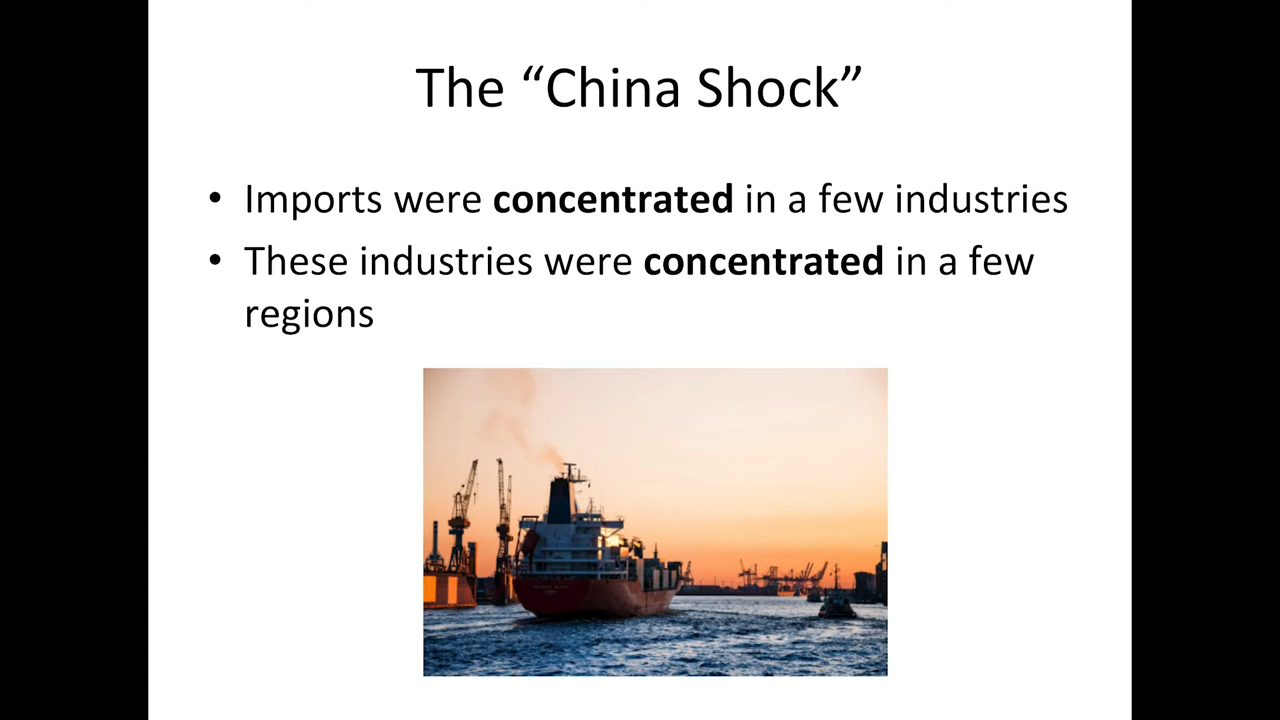 The “China Shock”
• Imports were concentrated in a few industries
• These industries were concentrated in a few
regions